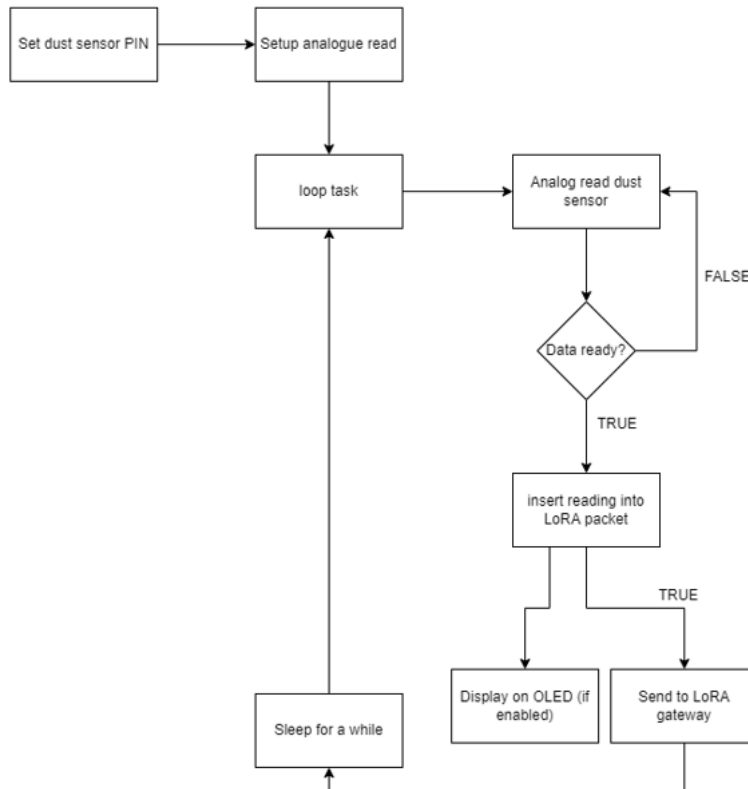 Set dust sensor PIN
Setup analogue read
loop task
Analog read dust
sensor
FALSE
Data ready?
TRUE
insert reading into
LoRA packet
TRUE
Display on OLED (if
enabled)
Send to LoRA
gateway
Sleep for a while